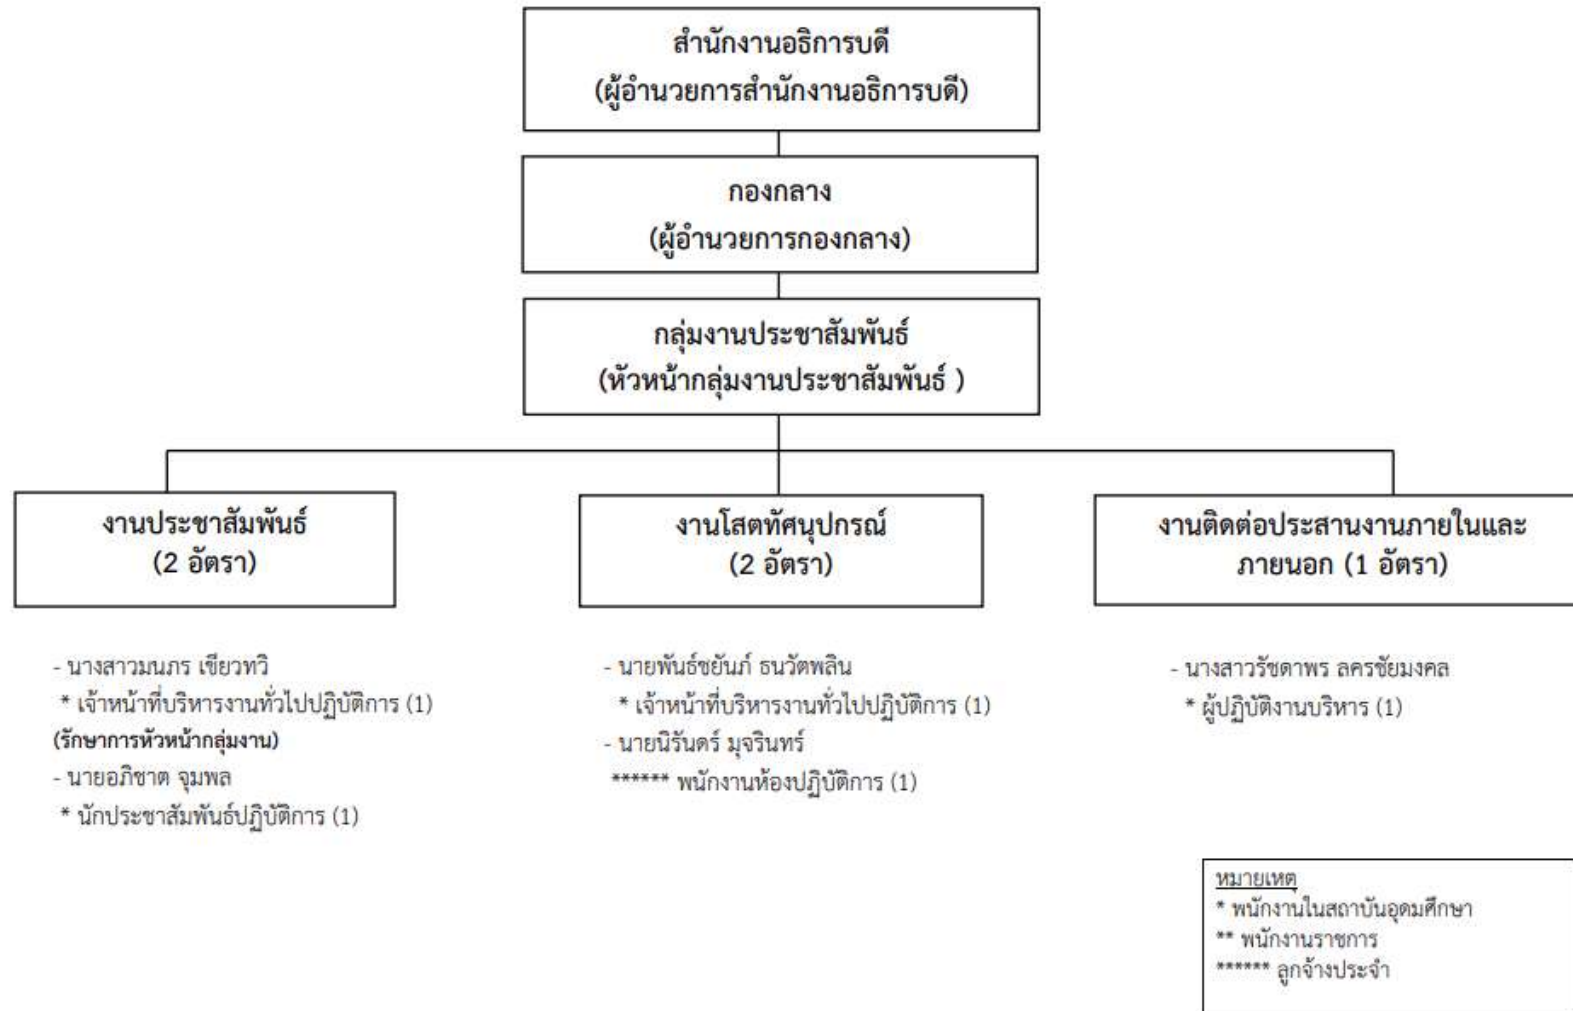 สำนักงานอธิการบดี
(ผู้อำนวยการสำนักงานอธิการบดี)
กองกลาง
(ผู้อำนวยการกองกลาง)
กลุ่มงานประชาสัมพันธ์
(หัวหน้ากลุ่มงานประชาสัมพันธ์ )
งานประชาสัมพันธ์
(2 อัตรา)
- นางสาวมนภร เขียวทวิ
* เจ้าหน้าที่บริหารงานทั่วไปปฏิบัติการ (1)
(รักษาการหัวหน้ากลุ่มงาน)
- นายอภิชาต จุมพล
* นักประชาสัมพันธ์ปฏิบัติการ (1)
งานโสตทัศนุปกรณ์
(2 อัตรา)
- นายพันธ์ชยันภ์ ธนวัตพลิน
* เจ้าหน้าที่บริหารงานทั่วไปปฏิบัติการ (1)
- นายนิรันดร์ มุจรินทร์
****** พนักงานห้องปฏิบัติการ (1)
งานติดต่อประสานงานภายในและ
ภายนอก (1 อัตรา)
- นางสาวรัชดาพร ลครชัยมงคล
* ผู้ปฏิบัติงานบริหาร (1)
หมายเหตุ
* พนักงานในสถาบันอุดมศึกษา
** พนักงานราชการ
****** ลูกจ้างประจำ